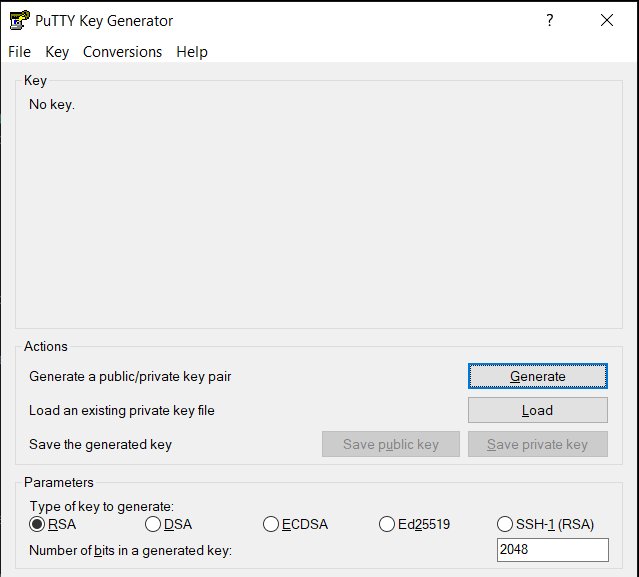 PuTTY Key Generator ?
File Key Conversions Help
Key
No key.
Actions
Generate a public/private key pair Generate
Load an existing private key file Load
Save the generated key Save public key Save private key
Parameters
Type of key to generate:
RSA DSA ECDSA Ed25519 SSH-1 (RSA)
Number of bits in a generated key: 2048